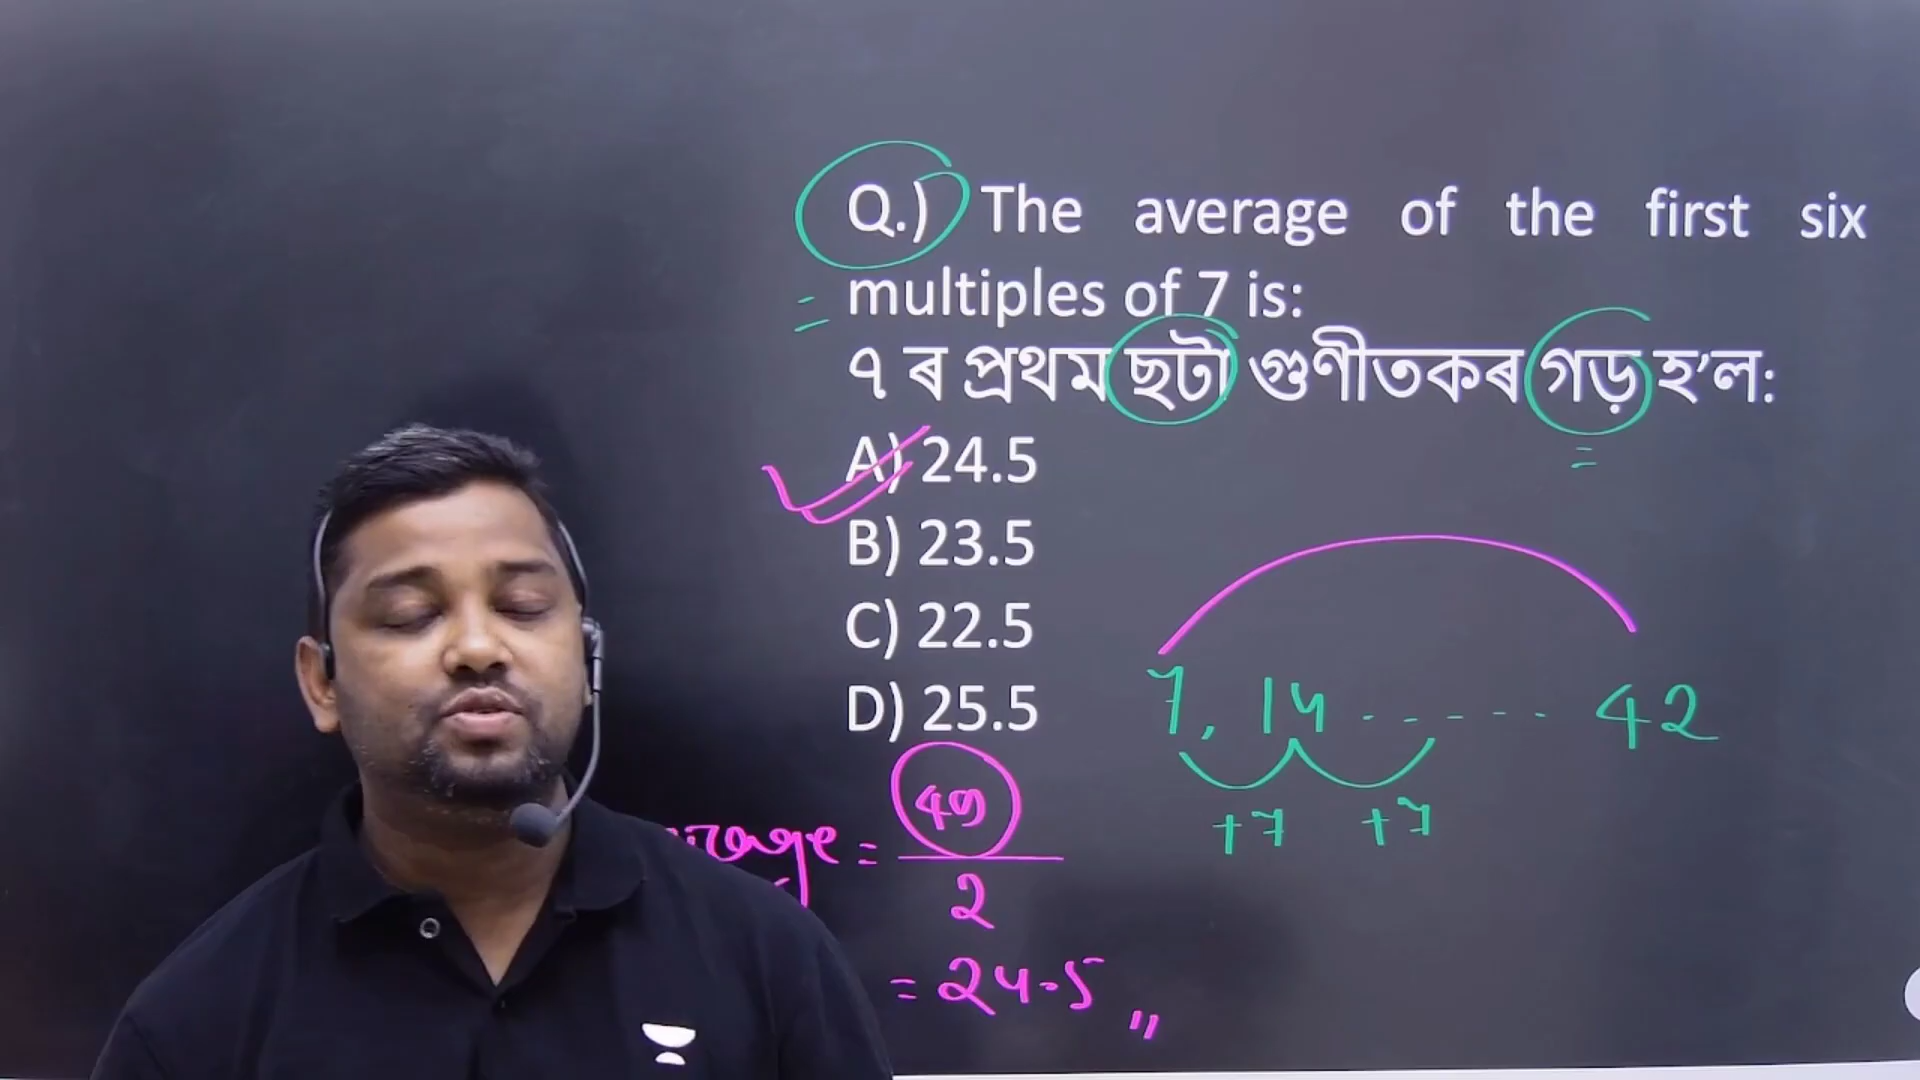 Q.) The average of the first six
multiples of 7 is:
৭ ৰ প্ৰথম ছটা গুণীতকৰ গড় হ’ল:
A) 24.5
B) 23.5
C) 22.5
D) 25.5
7, 14 ------ 42
+7 +7
= 49
2
= 24.5 ,,